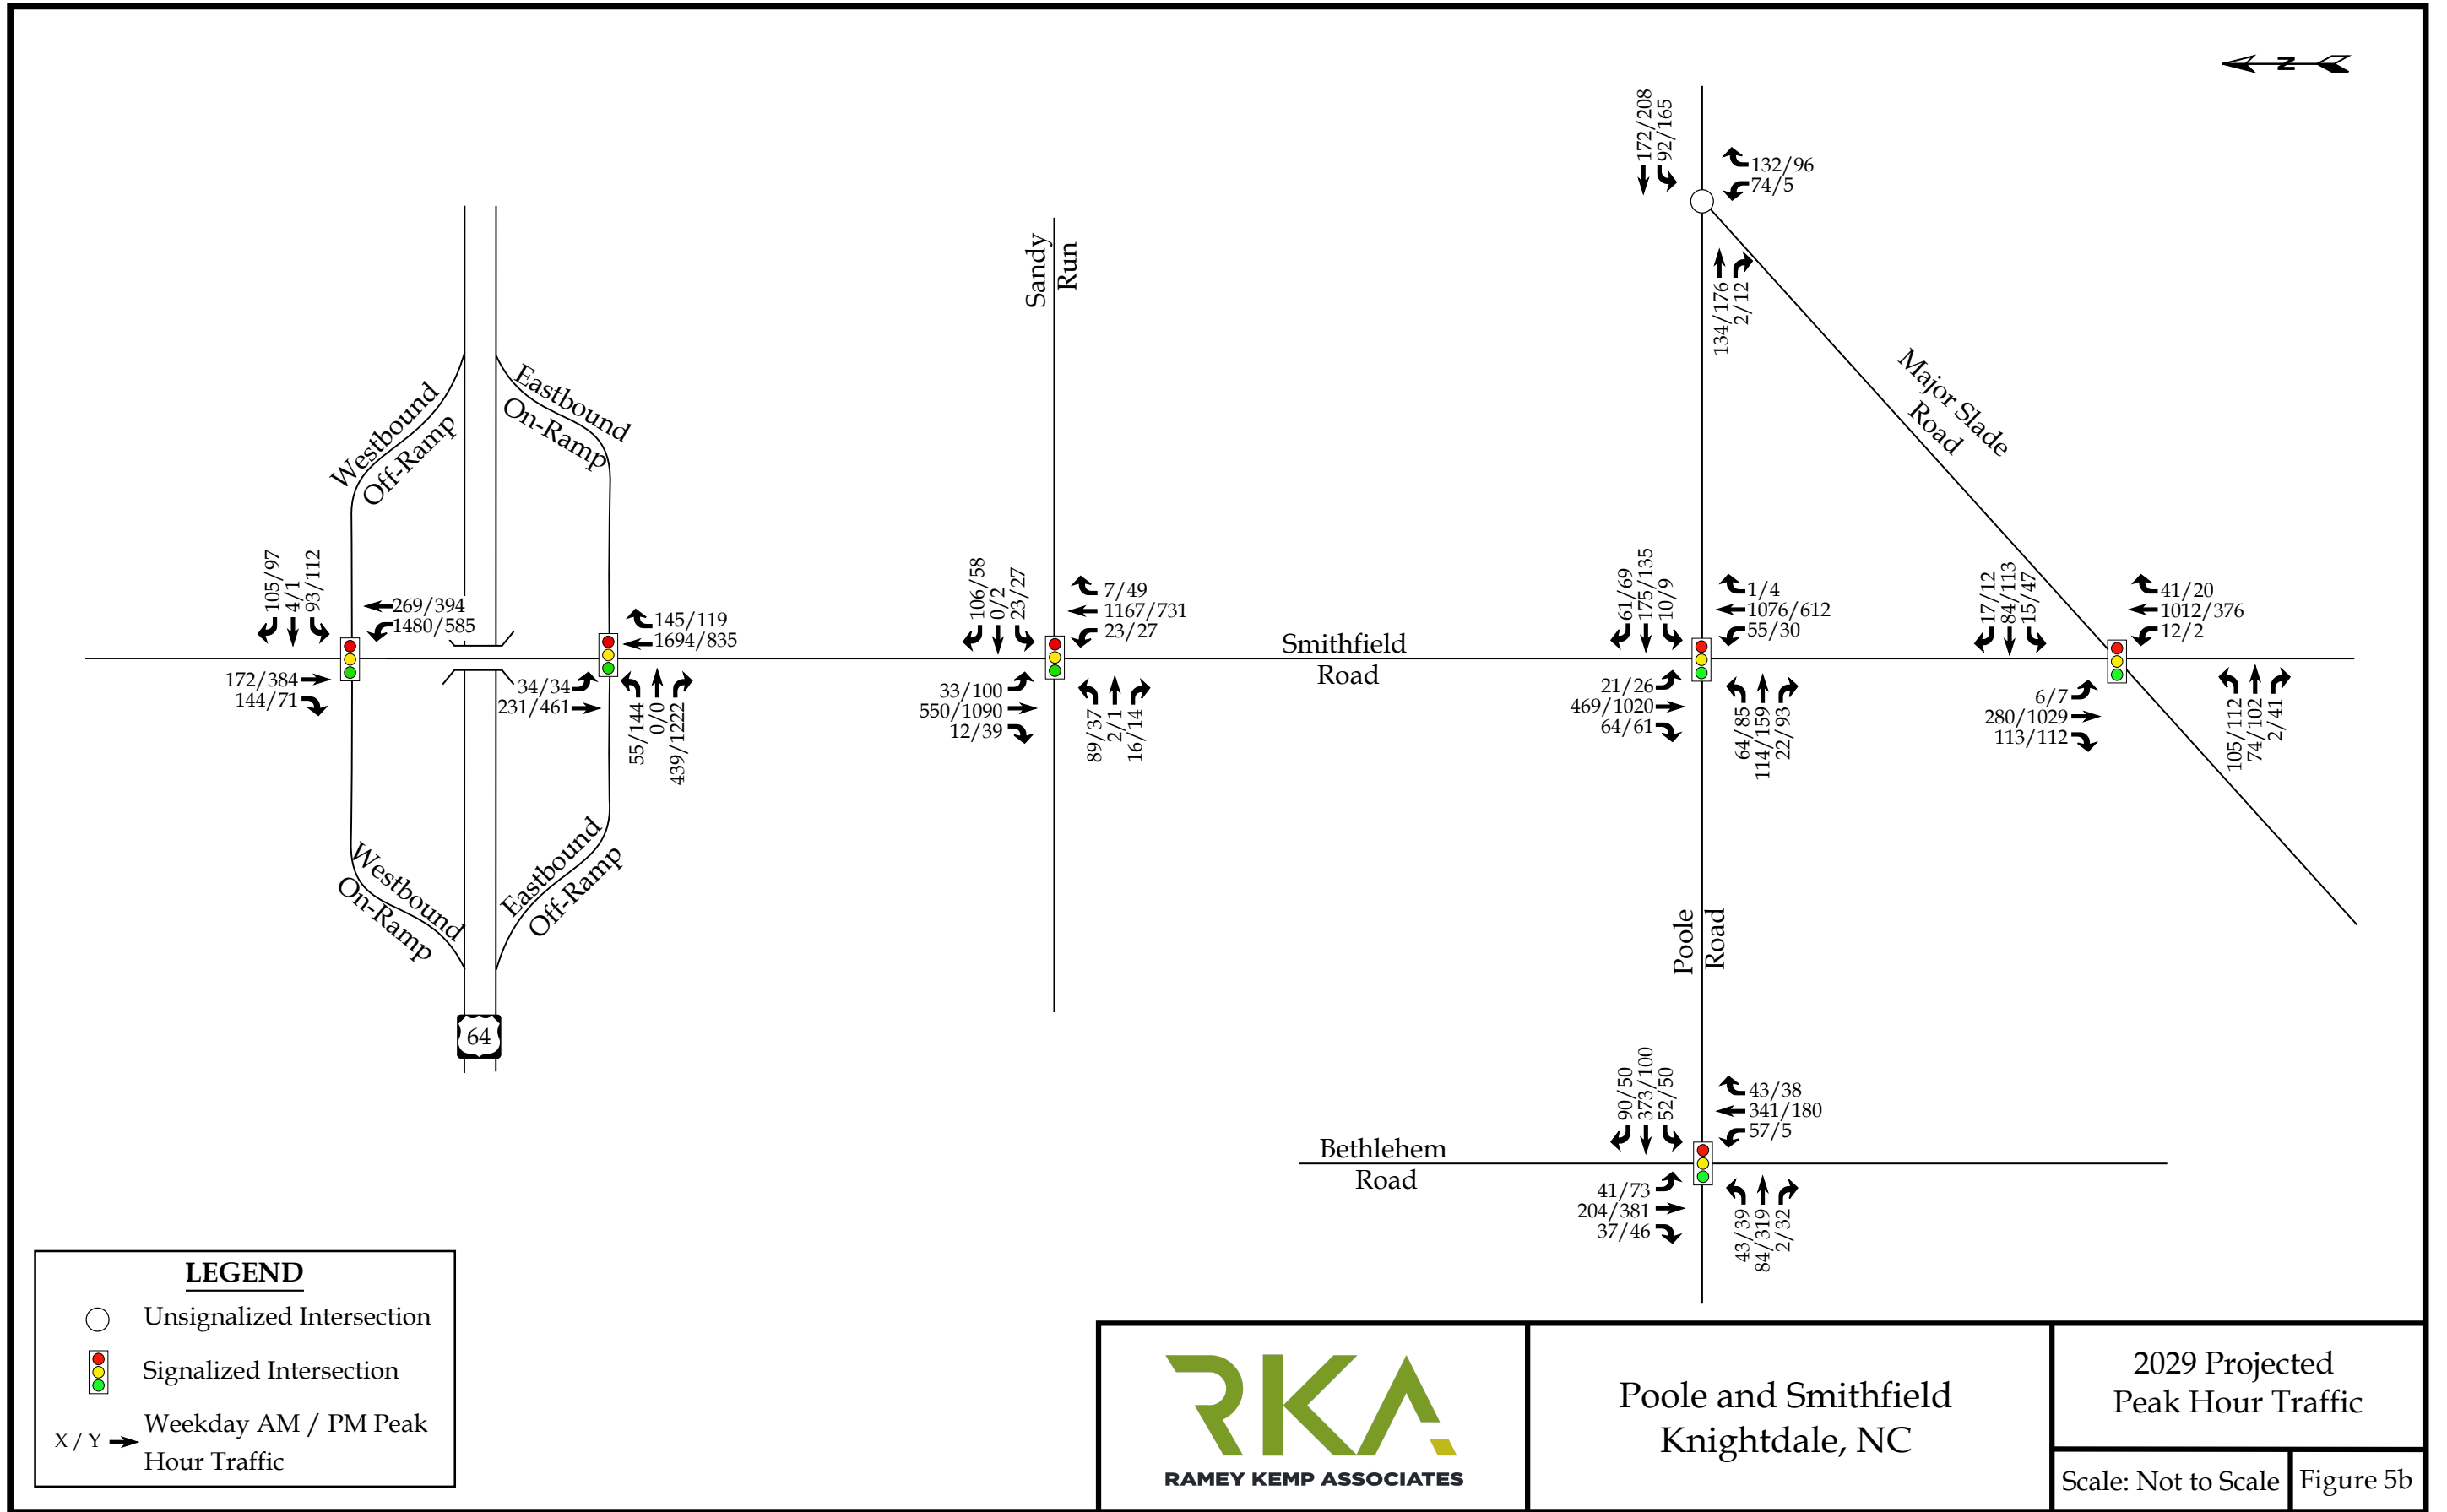 N
172/208
92/165
132/96
74/5
134/176
2/12
Sandy
Run
Major Slade
Road
Westbound
Off-Ramp
Eastbound
On-Ramp
105/97
4/1
93/112
269/394
1480/585
172/384
144/71
145/119
1694/835
34/34
231/461
55/144
0/0
439/1222
106/58
0/2
23/27
7/49
1167/731
23/27
33/100
550/1090
12/39
89/37
2/1
16/14
Smithfield
Road
61/69
175/135
10/9
1/4
1076/612
55/30
21/26
469/1020
64/61
64/85
114/159
22/93
17/12
84/113
15/47
41/20
1012/376
12/2
6/7
280/1029
113/112
105/112
74/102
2/41
Westbound
On-Ramp
Eastbound
Off-Ramp
64
Poole
Road
Bethlehem
Road
90/50
373/100
52/50
43/38
341/180
57/5
41/73
204/381
37/46
43/39
84/319
2/32
LEGEND
Unsignalized Intersection
Signalized Intersection
X / Y
Weekday AM / PM Peak
Hour Traffic
RKA
RAMEY KEMP ASSOCIATES
Poole and Smithfield
Knightdale, NC
2029 Projected
Peak Hour Traffic
Scale: Not to Scale
Figure 5b